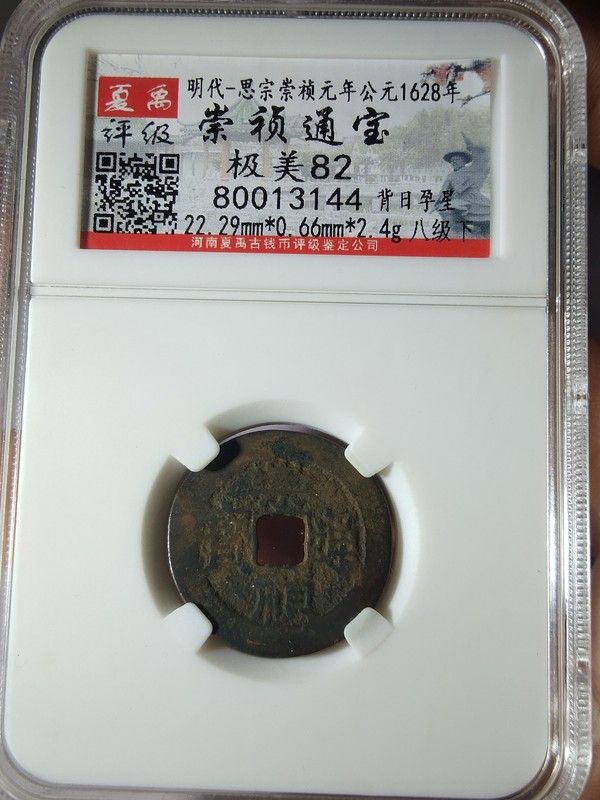 夏禹
评级
明代-思宗崇祯元年公元1628年
崇祯通宝
极美82
80013144 背日孕星
22.29mm*0.66mm*2.4g 八级下
河南夏禹古钱币评级鉴定公司
祯